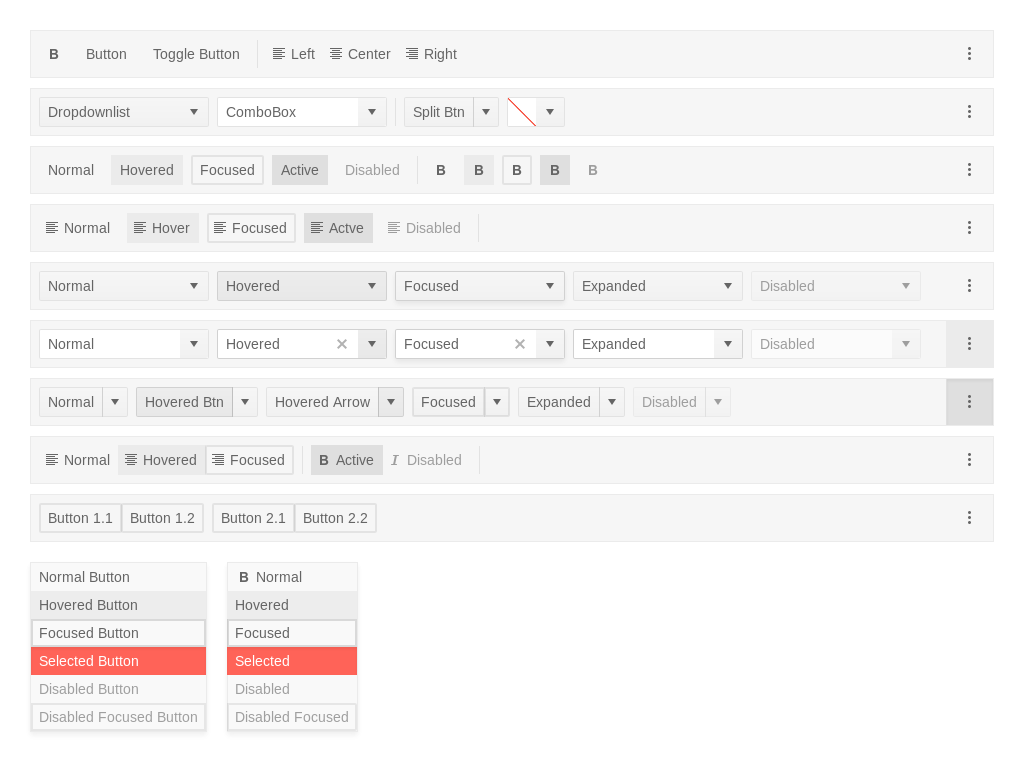 B Button Toggle Button Left Center Right
Dropdownlist ComboBox Split Btn
Normal Hovered Focused Active Disabled B B B B B
Normal Hover Focused Actve Disabled
Normal Hovered Focused Expanded Disabled
Normal Hovered Focused Expanded Disabled
Normal Hovered Btn Hovered Arrow Focused Expanded Disabled
Normal Hovered Focused B Active I Disabled
Button 1.1 Button 1.2 Button 2.1 Button 2.2
Normal Button
Hovered Button
Focused Button
Selected Button
Disabled Button
Disabled Focused Button
B Normal
Hovered
Focused
Selected
Disabled
Disabled Focused